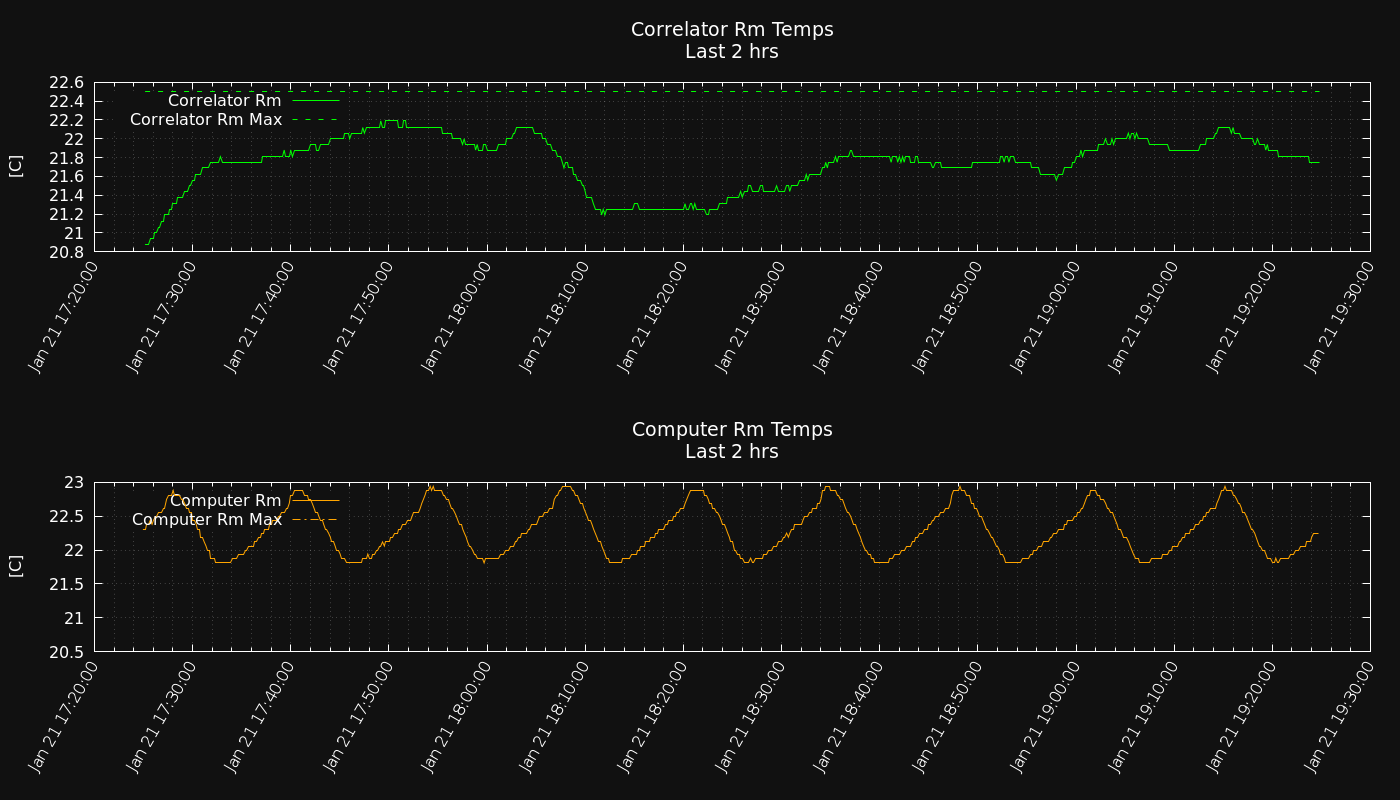 Correlator Rm Temps
Last 2 hrs
22.6
22.4
22.2
22
21.8
21.6
21.4
21.2
21
20.8
[C]
Correlator Rm
Correlator Rm Max
Jan 21 17:20:00
Jan 21 17:30:00
Jan 21 17:40:00
Jan 21 17:50:00
Jan 21 18:00:00
Jan 21 18:10:00
Jan 21 18:20:00
Jan 21 18:30:00
Jan 21 18:40:00
Jan 21 18:50:00
Jan 21 19:00:00
Jan 21 19:10:00
Jan 21 19:20:00
Jan 21 19:30:00
Computer Rm Temps
Last 2 hrs
23
22.5
22
21.5
21
20.5
[C]
Computer Rm
Computer Rm Max
Jan 21 17:20:00
Jan 21 17:30:00
Jan 21 17:40:00
Jan 21 17:50:00
Jan 21 18:00:00
Jan 21 18:10:00
Jan 21 18:20:00
Jan 21 18:30:00
Jan 21 18:40:00
Jan 21 18:50:00
Jan 21 19:00:00
Jan 21 19:10:00
Jan 21 19:20:00
Jan 21 19:30:00